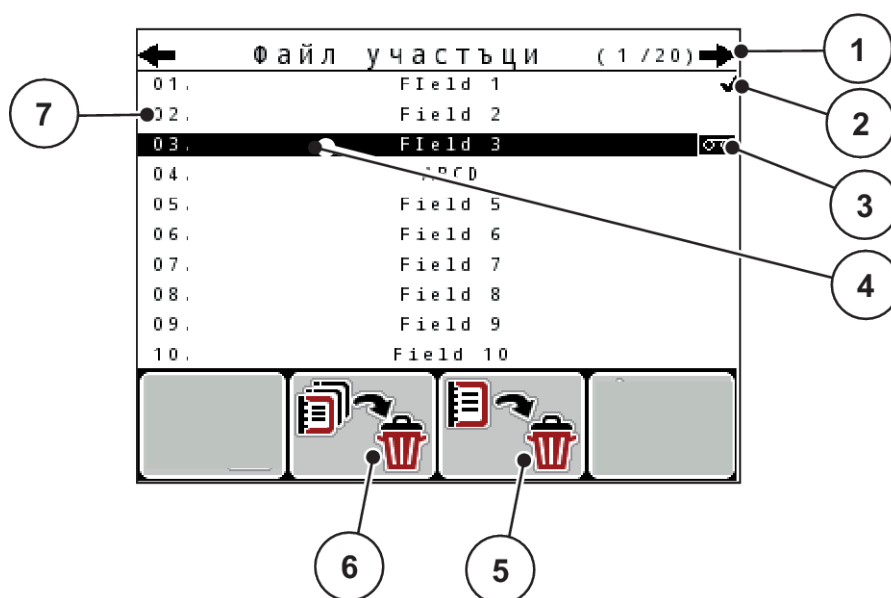 Файл участъци (1/20)
01. FIeld 1
02. Field 2
03. FIeld 3
04. ABCD
05. Field 5
06. Field 6
07. Field 7
08. Field 8
09. Field 9
10. Field 10
1
2
3
4
5
6
7